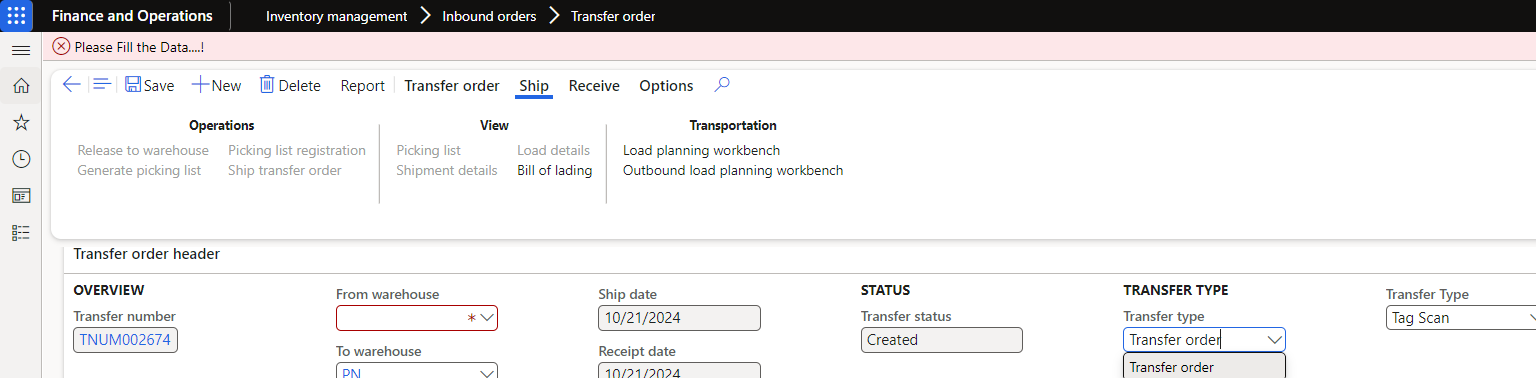 Finance and Operations
Inventory management
Inbound orders
Transfer order
Please Fill the Data....!
Save
New
Delete
Report
Transfer order
Ship
Receive
Options
Operations
Release to warehouse
Picking list registration
Generate picking list
Ship transfer order
View
Picking list
Load details
Shipment details
Bill of lading
Transportation
Load planning workbench
Outbound load planning workbench
Transfer order header
OVERVIEW
Transfer number
TNUM002674
From warehouse
*
To warehouse
PN
Ship date
10/21/2024
Receipt date
10/21/2024
STATUS
Transfer status
Created
TRANSFER TYPE
Transfer type
Transfer order
Transfer order
Transfer Type
Tag Scan